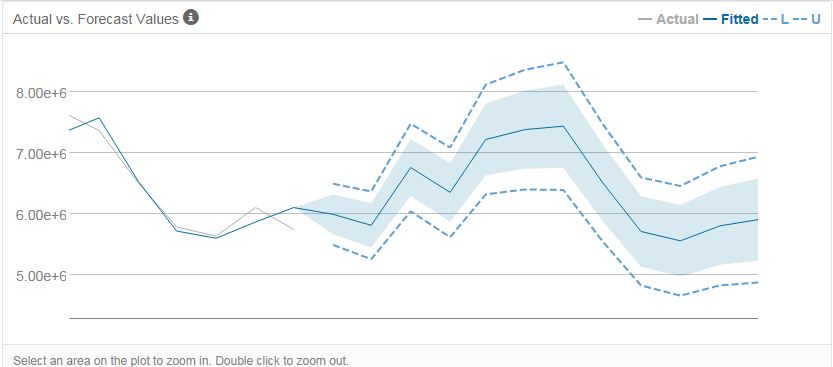 Actual vs. Forecast Values i
Actual Fitted L U
8.00e+6
7.00e+6
6.00e+6
5.00e+6
Select an area on the plot to zoom in. Double click to zoom out.